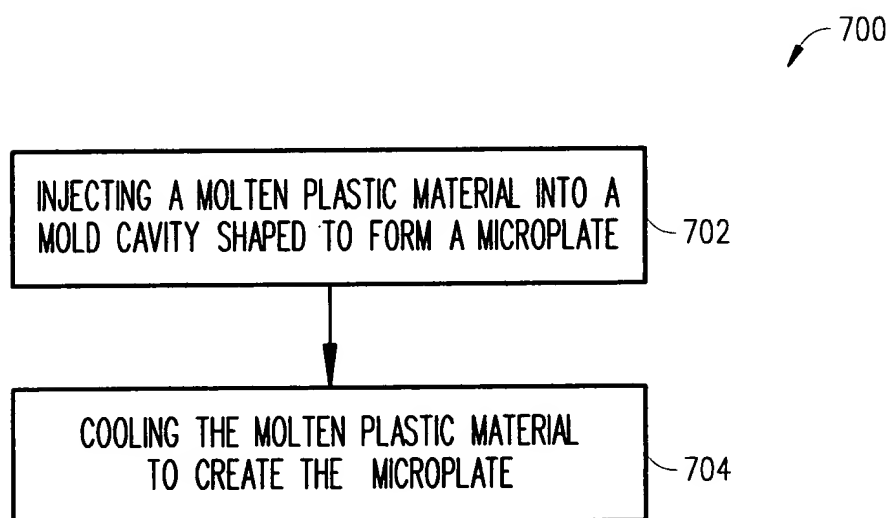 700
INJECTING A MOLTEN PLASTIC MATERIAL INTO A
MOLD CAVITY SHAPED TO FORM A MICROPLATE
702
COOLING THE MOLTEN PLASTIC MATERIAL
TO CREATE THE MICROPLATE
704